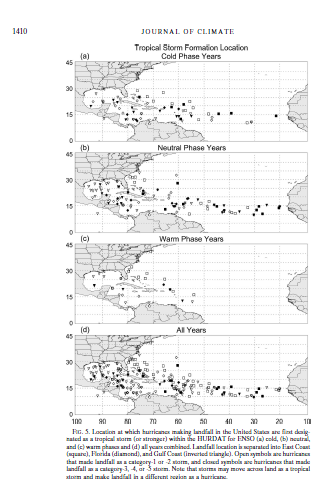 1410
JOURNAL OF CLIMATE
Tropical Storm Formation Location
(a) Cold Phase Years
45
30
15
0
(b) Neutral Phase Years
45
30
15
0
(c) Warm Phase Years
45
30
15
0
(d) All Years
45
30
15
0
100 90 80 70 60 50 40 30 20 10
FIG. 5. Location at which hurricanes making landfall in the United States are first desig-
nated as a tropical storm (or stronger) within the HURDAT for ENSO (a) cold, (b) neutral,
and (c) warm phases and (d) all years combined. Landfall location is separated into East Coast
(square), Florida (diamond), and Gulf Coast (inverted triangle). Open symbols are hurricanes
that made landfall as a category-1 or -2 storm, and closed symbols are hurricanes that made
landfall as a category-3, -4, or -5 storm. Note that storms may move across land as a tropical
storm and make landfall in a different region as a hurricane.